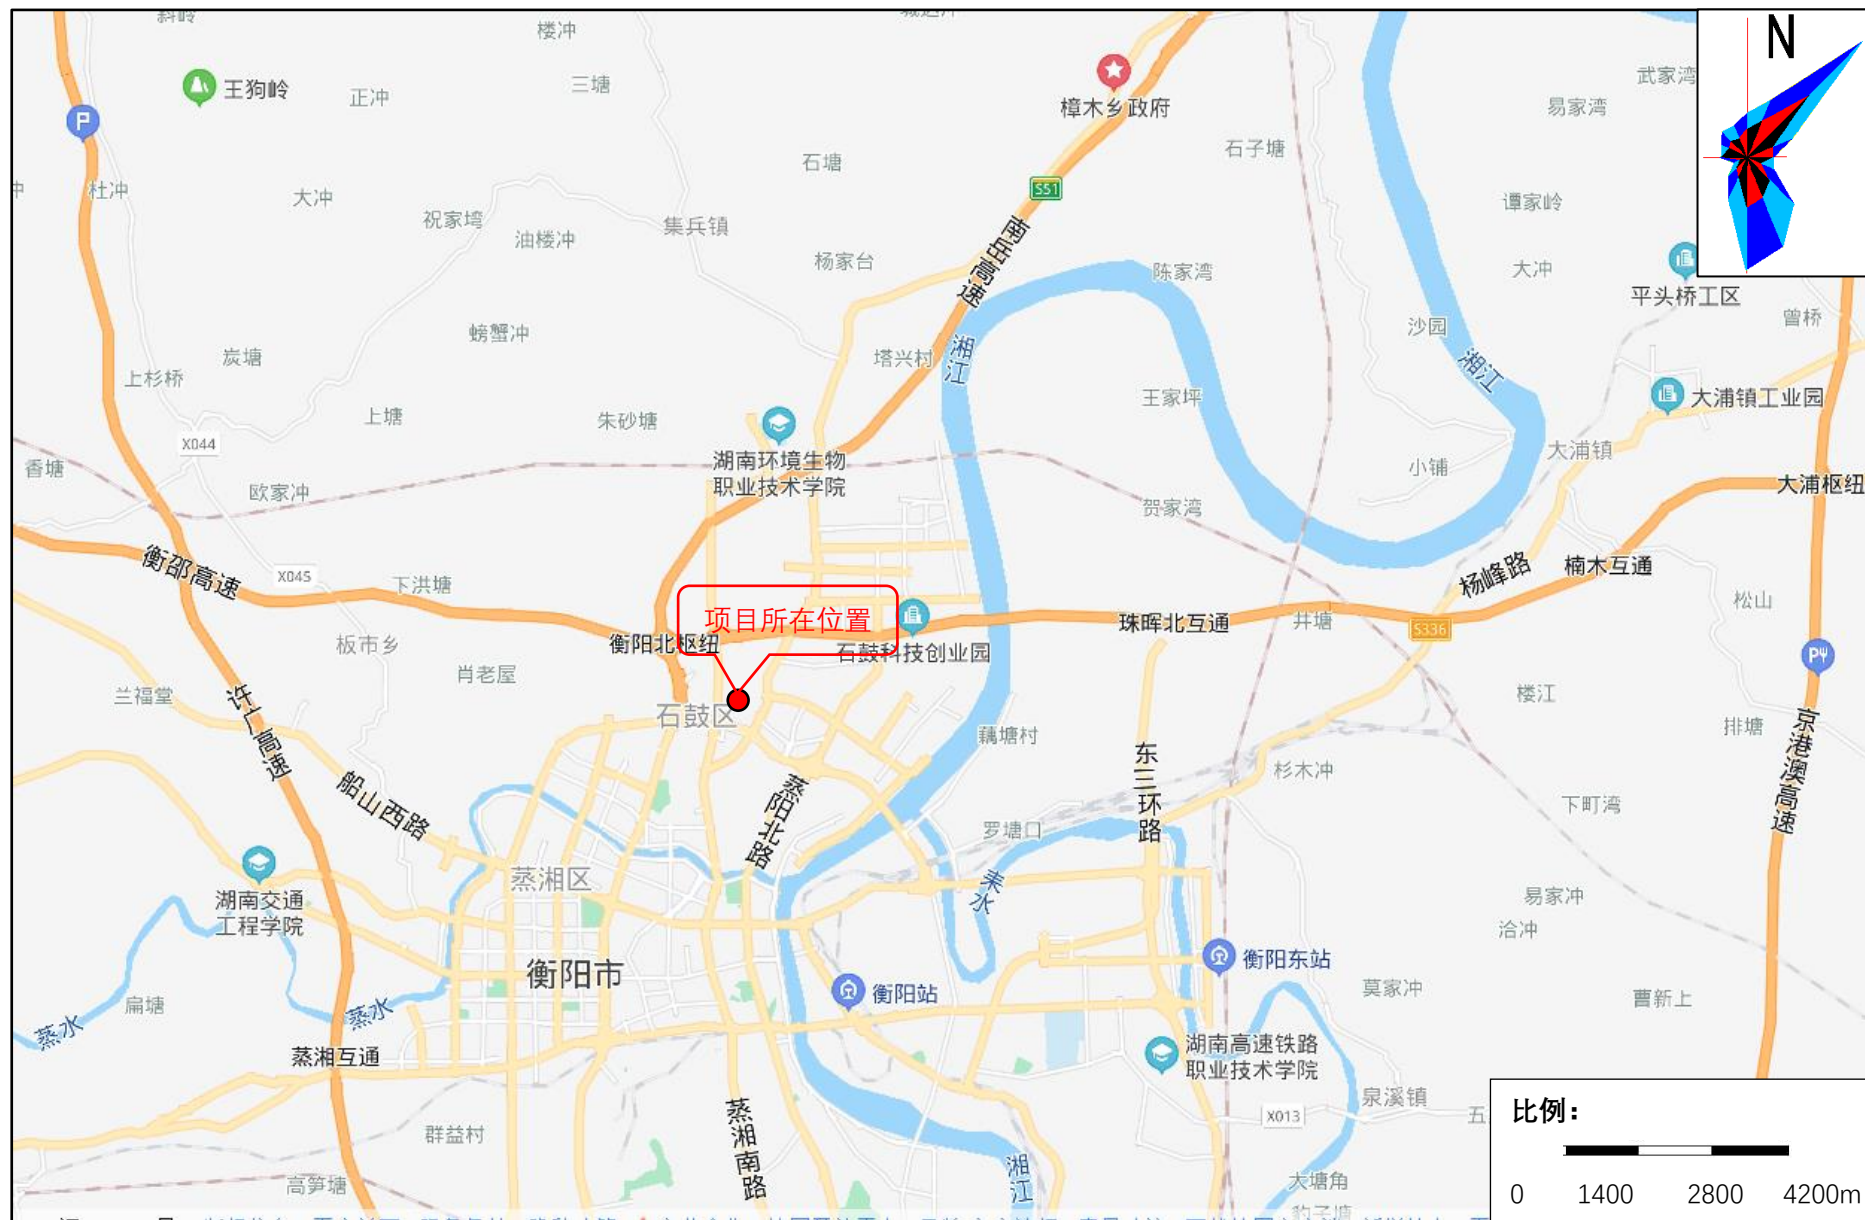 斜岭
楼冲
N
王狗岭
正冲
三塘
樟木乡政府
武家湾
易家湾
P
石塘
石子塘
S51
杜冲
大冲
祝家塆
油楼冲
集兵镇
谭家岭
南岳高速
杨家台
陈家湾
大冲
平头桥工区
曾桥
螃蟹冲
沙园
炭塘
上杉桥
塔兴村
湘江
湘江
王家坪
大浦镇工业园
上塘
朱砂塘
X044
香塘
湖南环境生物
职业技术学院
小铺
大浦镇
欧家冲
贺家湾
大浦枢纽
衡邵高速
X045
下洪塘
杨峰路
楠木互通
松山
项目所在位置
珠晖北互通
井塘
S336
板市乡
衡阳北枢纽
石鼓科技创业园
肖老屋
兰福堂
许广高速
石鼓区
藕塘村
楼江
排塘
京港澳高速
东三环路
杉木冲
船山西路
蒸阳北路
下町湾
罗塘口
湖南交通
工程学院
蒸湘区
耒水
易家冲
洽冲
衡阳市
衡阳站
衡阳东站
莫家冲
曹新上
扁塘
蒸水
蒸水
蒸湘互通
湖南高速铁路
职业技术学院
泉溪镇
X013
五
群益村
蒸湘南路
湘江
高笋塘
大塘角
比例：
0 1400 2800 4200m